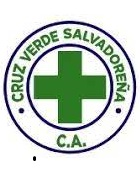 · CRUZ VERDE SALVADOREÑA ·
C.A.